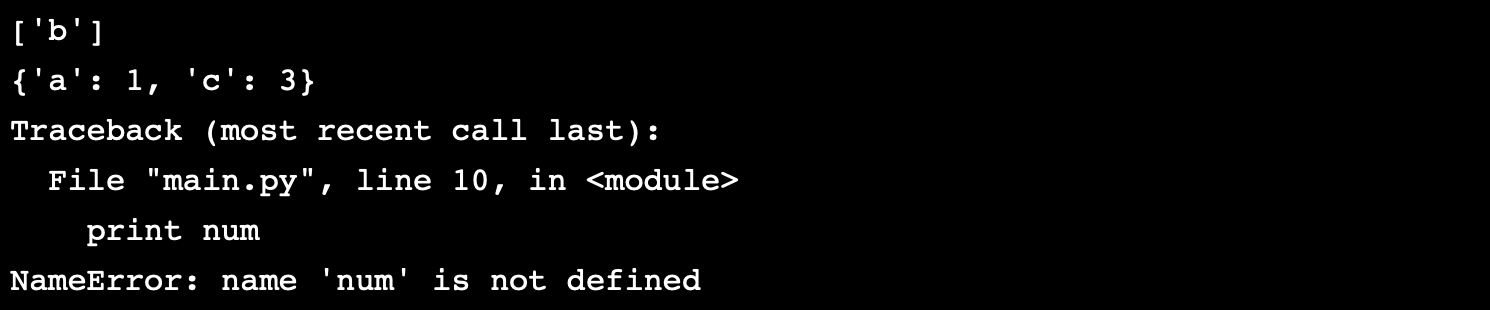 ['b']
{'a': 1, 'c': 3}
Traceback (most recent call last):
  File "main.py", line 10, in <module>
    print num
NameError: name 'num' is not defined